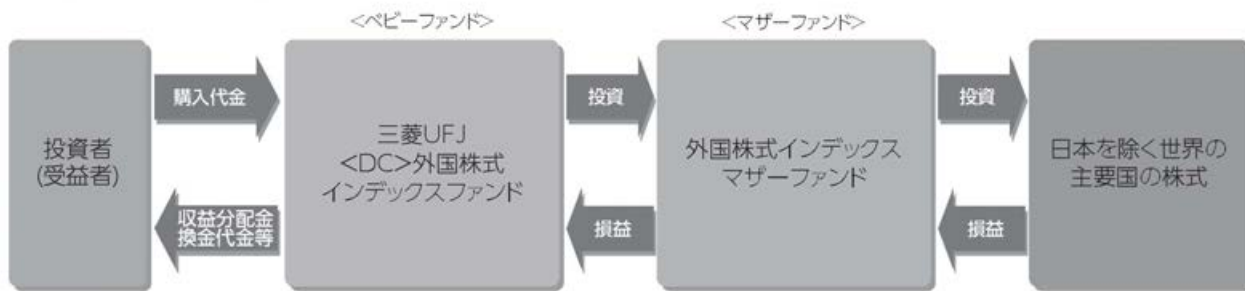 <ベビーファンド>
<マザーファンド>
投資者
(受益者)
購入代金
収益分配金
換金代金等
三菱UFJ
<DC>外国株式
インデックスファンド
投資
損益
外国株式インデックス
マザーファンド
投資
損益
日本を除く世界の
主要国の株式